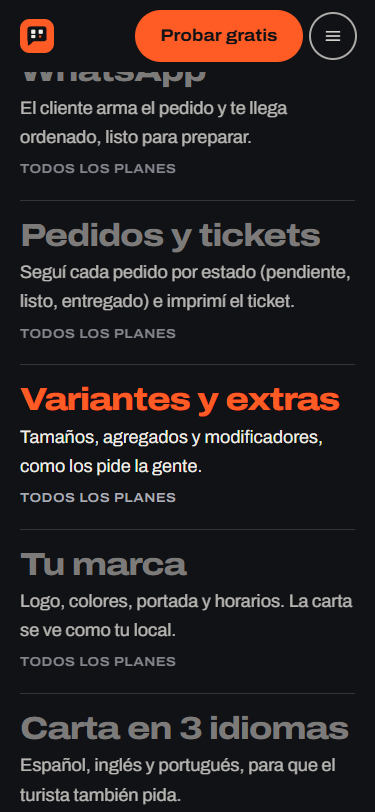 Probar gratis
WhatsApp
El cliente arma el pedido y te llega
ordenado, listo para preparar.
TODOS LOS PLANES
Pedidos y tickets
Seguí cada pedido por estado (pendiente,
listo, entregado) e imprimí el ticket.
TODOS LOS PLANES
Variantes y extras
Tamaños, agregados y modificadores,
como los pide la gente.
TODOS LOS PLANES
Tu marca
Logo, colores, portada y horarios. La carta
se ve como tu local.
TODOS LOS PLANES
Carta en 3 idiomas
Español, inglés y portugués, para que el
turista también pida.